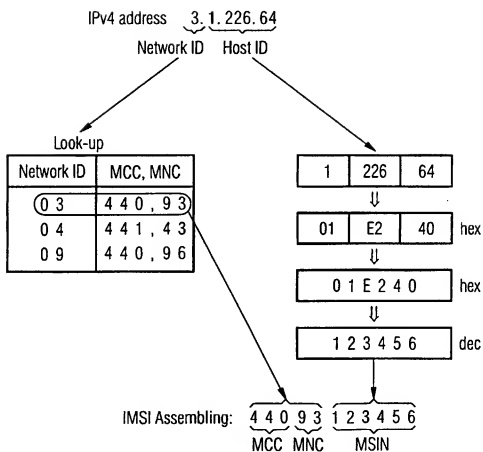 IPv4 address 3.1.226.64
Network ID Host ID
Look-up
Network ID MCC, MNC
0 3 4 4 0 , 9 3
0 4 4 4 1 , 4 3
0 9 4 4 0 , 9 6
1 226 64
⇓
01 E2 40 hex
⇓
0 1 E 2 4 0 hex
⇓
1 2 3 4 5 6 dec
IMSI Assembling: 4 4 0 9 3 1 2 3 4 5 6
MCC MNC MSIN